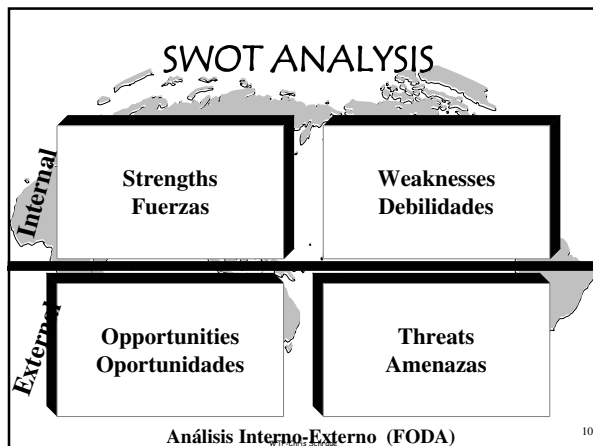 SWOT ANALYSIS
Internal
Strengths
Fuerzas
Weaknesses
Debilidades
External
Opportunities
Oportunidades
Threats
Amenazas
Análisis Interno-Externo (FODA)
10